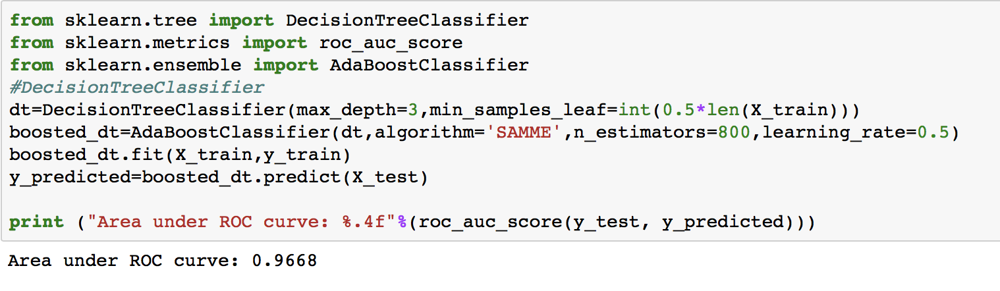 from sklearn.tree import DecisionTreeClassifier
from sklearn.metrics import roc_auc_score
from sklearn.ensemble import AdaBoostClassifier
#DecisionTreeClassifier
dt=DecisionTreeClassifier(max_depth=3,min_samples_leaf=int(0.5*len(X_train)))
boosted_dt=AdaBoostClassifier(dt,algorithm='SAMME',n_estimators=800,learning_rate=0.5)
boosted_dt.fit(X_train,y_train)
y_predicted=boosted_dt.predict(X_test)
print ("Area under ROC curve: %.4f"%(roc_auc_score(y_test, y_predicted)))
Area under ROC curve: 0.9668